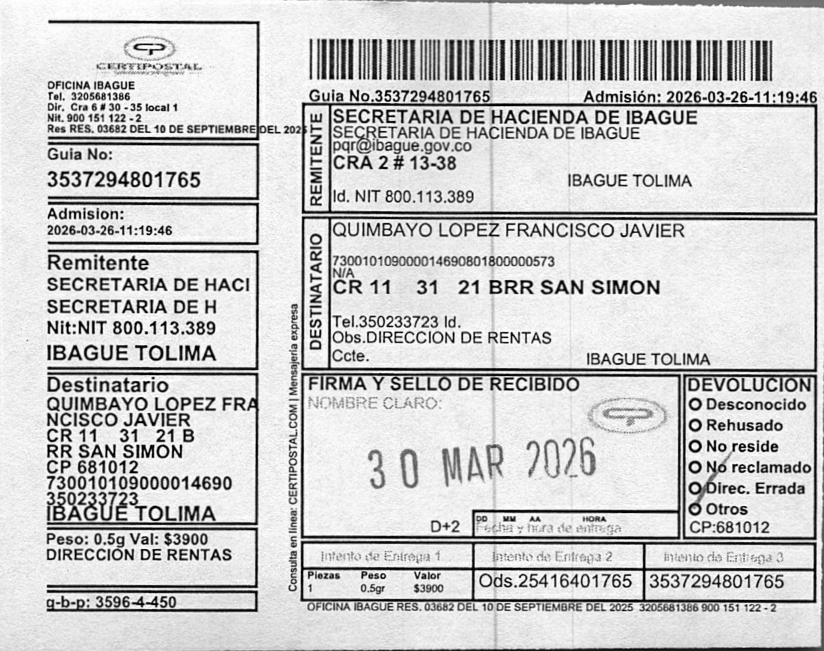 CERTIPOSTAL
OFICINA IBAGUE
Tel. 3205681386
Dir. Cra 6 # 30 - 35 local 1
Nit. 900 151 122 - 2
Res RES. 03682 DEL 10 DE SEPTIEMBRE DEL 2025
Guia No:
3537294801765
Admision:
2026-03-26-11:19:46
Remitente
SECRETARIA DE HACI
SECRETARIA DE H
Nit:NIT 800.113.389
IBAGUE TOLIMA
Destinatario
QUIMBAYO LOPEZ FRA
NCISCO JAVIER
CR 11 31 21 B
RR SAN SIMON
CP 681012
730010109000014690
350233723
IBAGUE TOLIMA
Peso: 0.5g Val: $3900
DIRECCIÓN DE RENTAS
g-b-p: 3596-4-450
Consulta en línea: CERTIPOSTAL.COM | Mensajería expresa
Guia No.3537294801765 Admisión: 2026-03-26-11:19:46
REMITENTE
SECRETARIA DE HACIENDA DE IBAGUE
SECRETARIA DE HACIENDA DE IBAGUE
pqr@ibague.gov.co
CRA 2 # 13-38
IBAGUE TOLIMA
Id. NIT 800.113.389
DESTINATARIO
QUIMBAYO LOPEZ FRANCISCO JAVIER
730010109000014690801800000573
N/A
CR 11 31 21 BRR SAN SIMON
Tel.350233723 Id.
Obs.DIRECCION DE RENTAS
Ccte. IBAGUE TOLIMA
FIRMA Y SELLO DE RECIBIDO
NOMBRE CLARO:
30 MAR 2026
D+2
DD MM AA HORA
Fecha y hora de entrega
DEVOLUCION
Desconocido
Rehusado
No reside
No reclamado
Direc. Errada
Otros
CP:681012
Intento de Entrega 1 Intento de Entrega 2 Intento de Entrega 3
Piezas Peso Valor
1 0.5gr $3900
Ods.25416401765 3537294801765
OFICINA IBAGUE RES. 03682 DEL 10 DE SEPTIEMBRE DEL 2025 3205681386 900 151 122 - 2